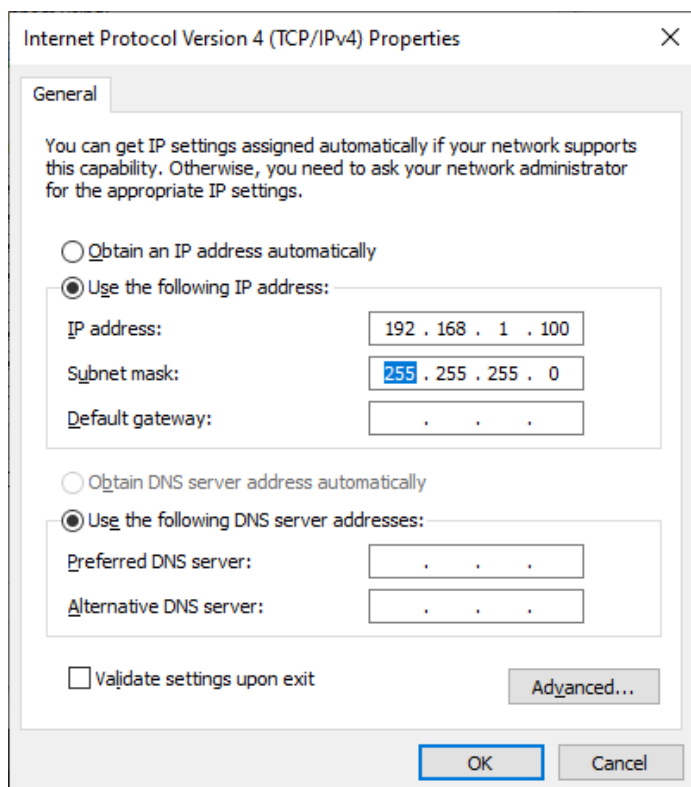 Internet Protocol Version 4 (TCP/IPv4) Properties
General
You can get IP settings assigned automatically if your network supports
this capability. Otherwise, you need to ask your network administrator
for the appropriate IP settings.
Obtain an IP address automatically
Use the following IP address:
IP address: 192 . 168 . 1 . 100
Subnet mask: 255 . 255 . 255 . 0
Default gateway: . . .
Obtain DNS server address automatically
Use the following DNS server addresses:
Preferred DNS server: . . .
Alternative DNS server: . . .
Validate settings upon exit
Advanced...
OK Cancel